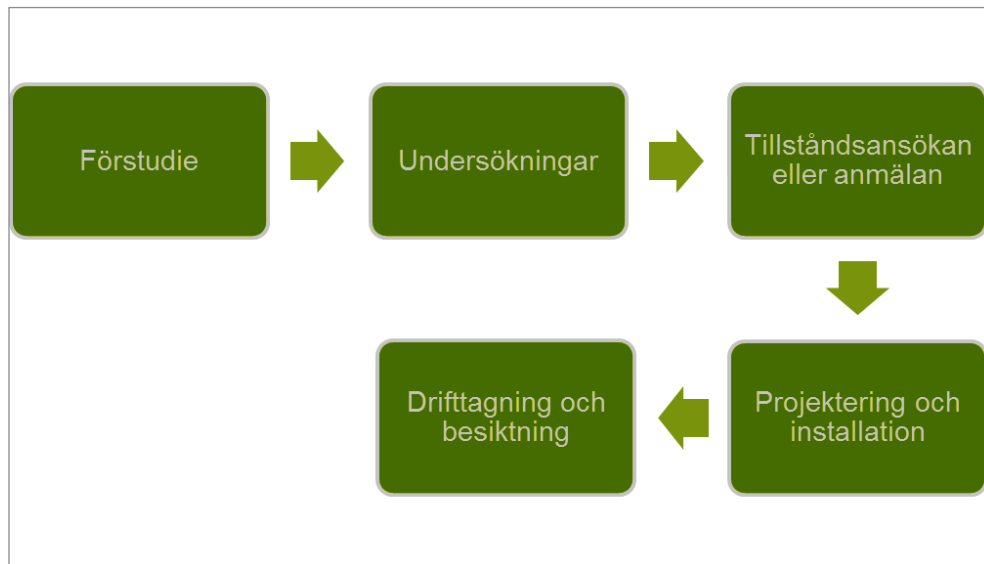 Förstudie
Undersökningar
Tillståndsansökan
eller anmälan
Projektering och
installation
Drifttagning och
besiktning